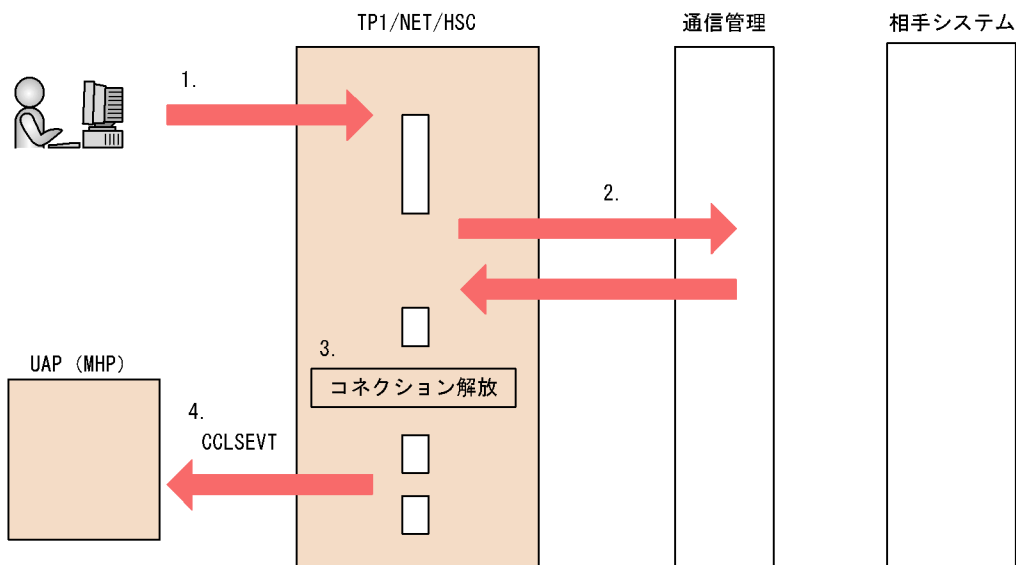 TP1/NET/HSC
通信管理
相手システム
1.
2.
3.
コネクション解放
UAP (MHP)
4.
CCLSEVT